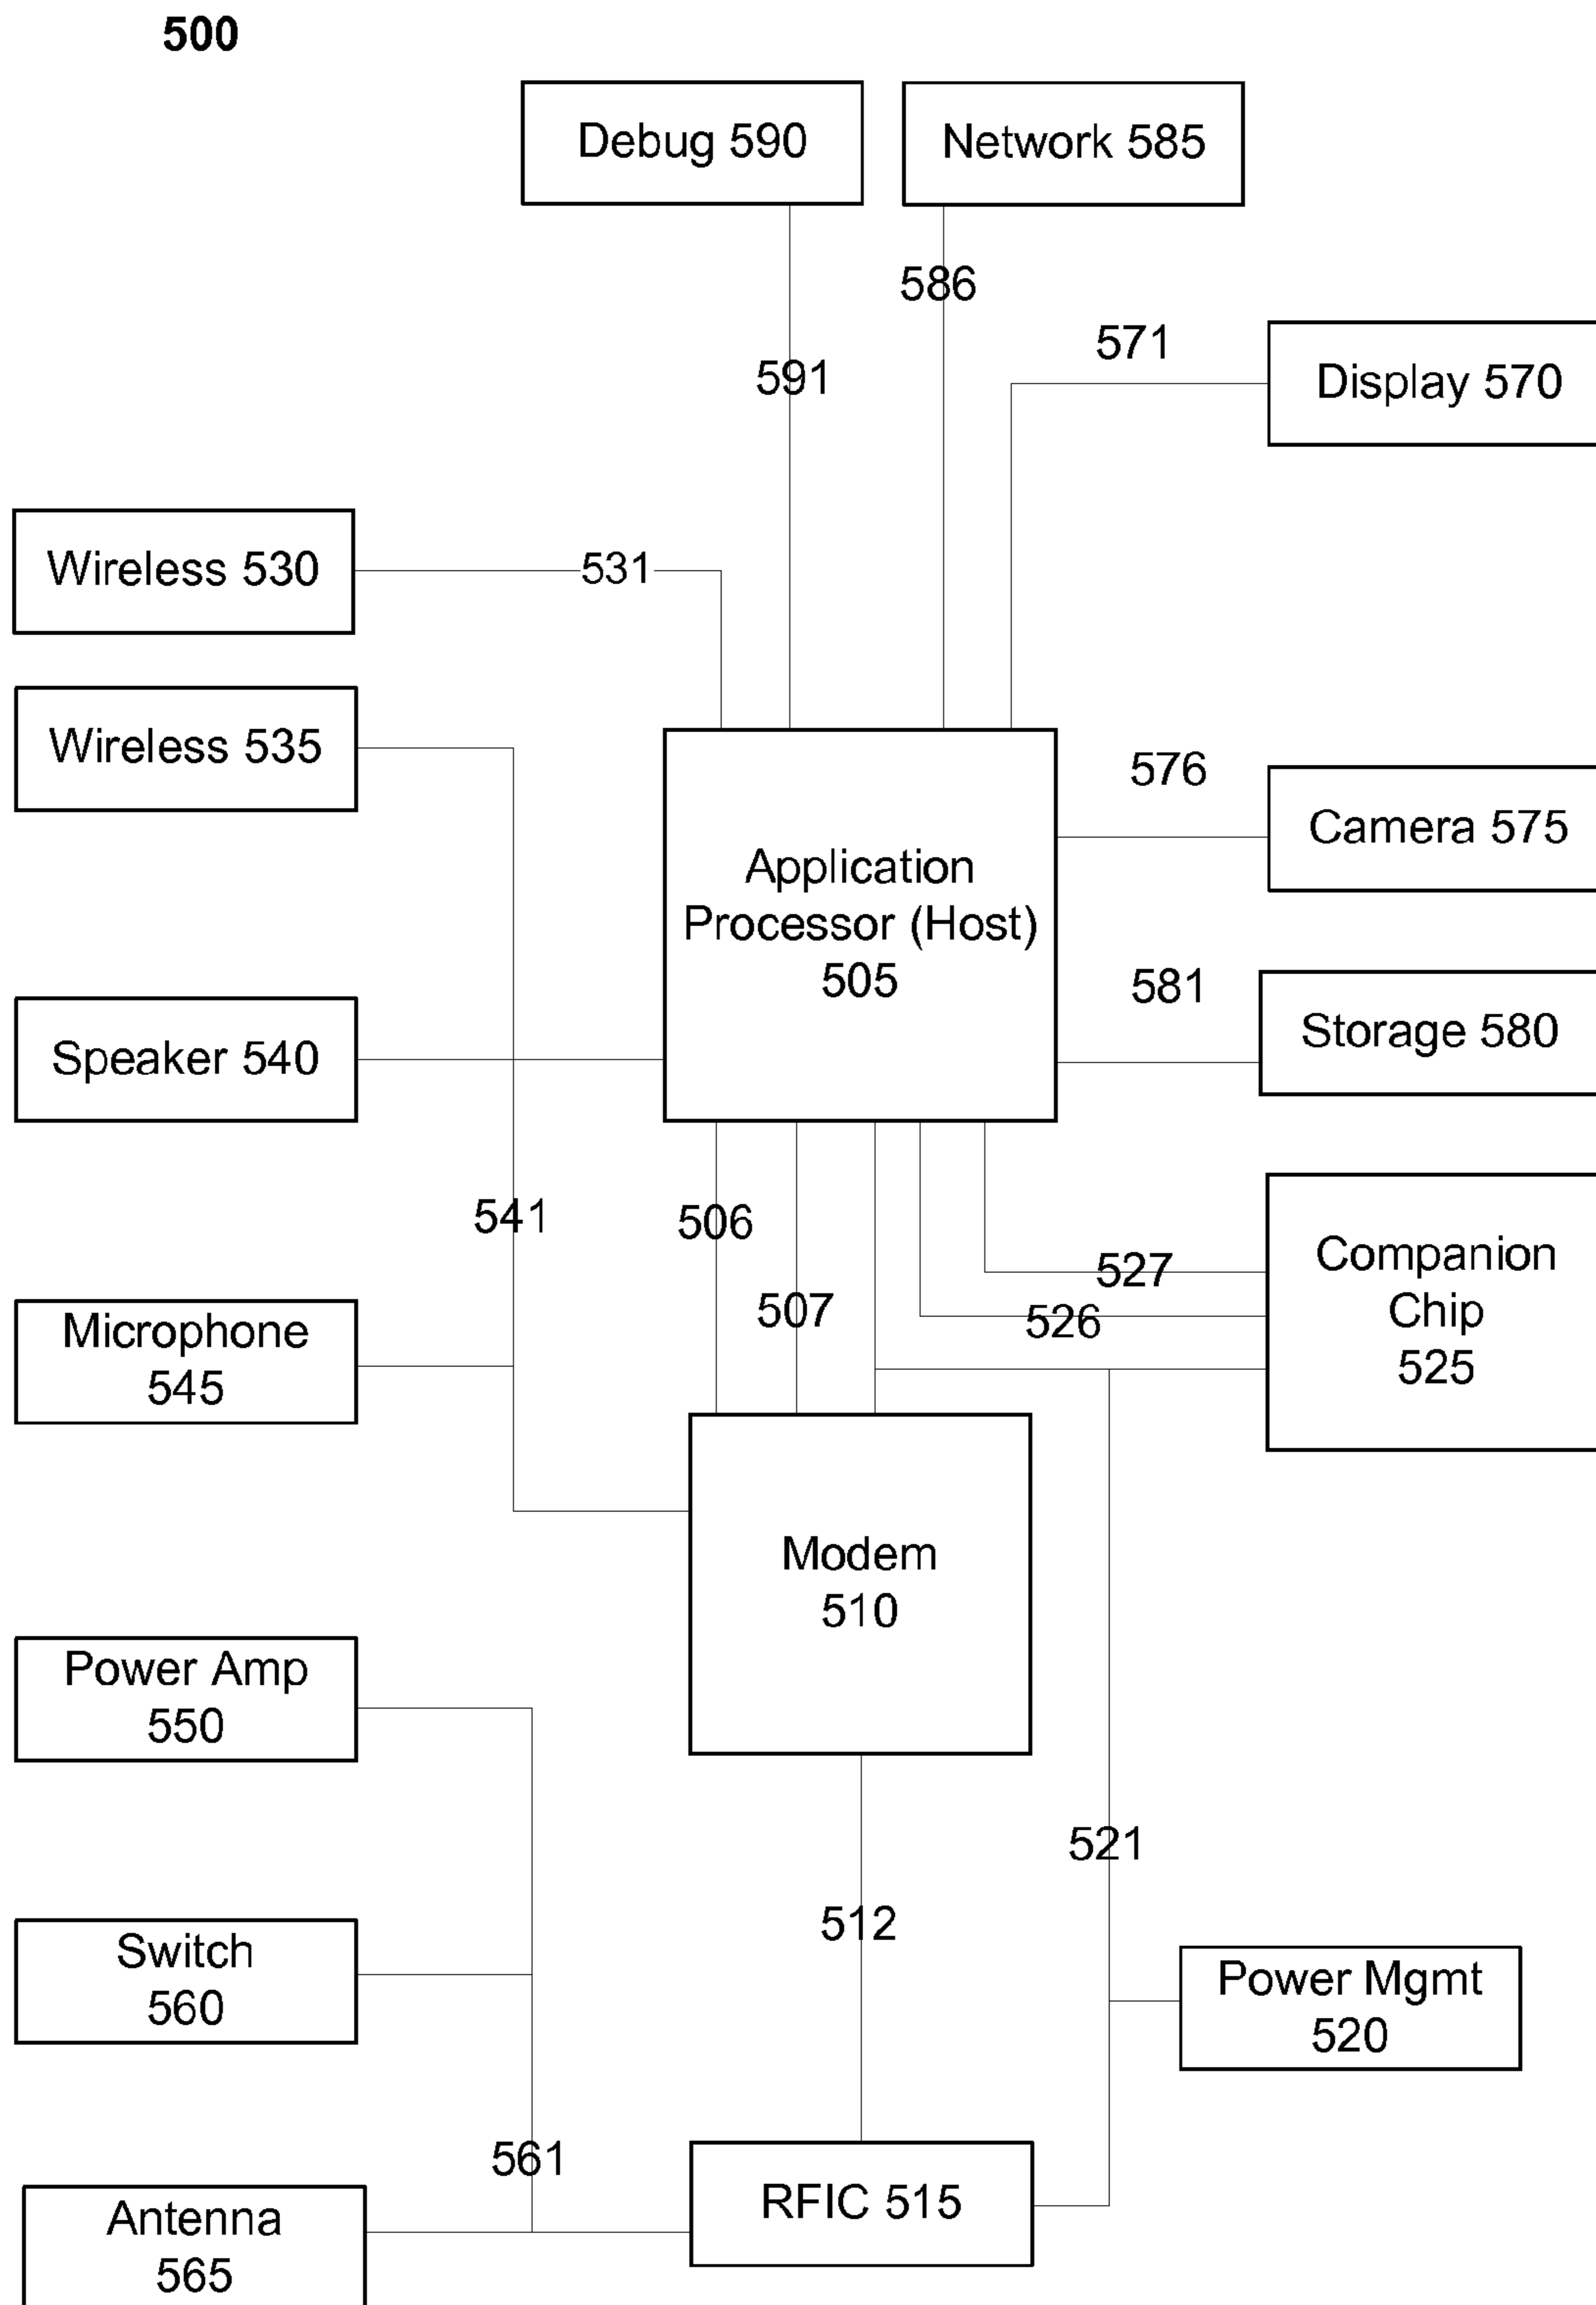 500
Debug 590
Network 585
586
571
591
Display 570
Wireless 530
531
Wireless 535
576
Camera 575
Application
Processor (Host)
505
581
Storage 580
Speaker 540
541
506
507
527
526
Companion
Chip
525
Microphone
545
Modem
510
Power Amp
550
521
512
Switch
560
Power Mgmt
520
561
RFIC 515
Antenna
565